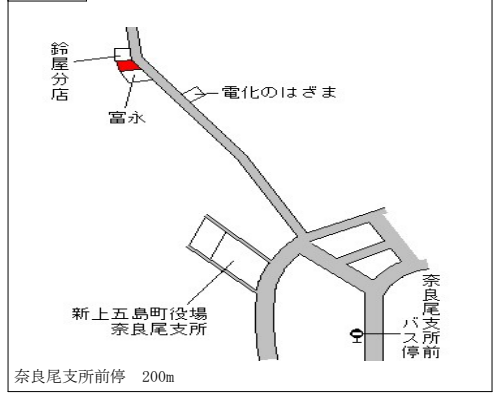 鈴屋分店
富永
電化のはざま
新上五島町役場
奈良尾支所
奈良尾支所前
バス停
奈良尾支所前停 200m